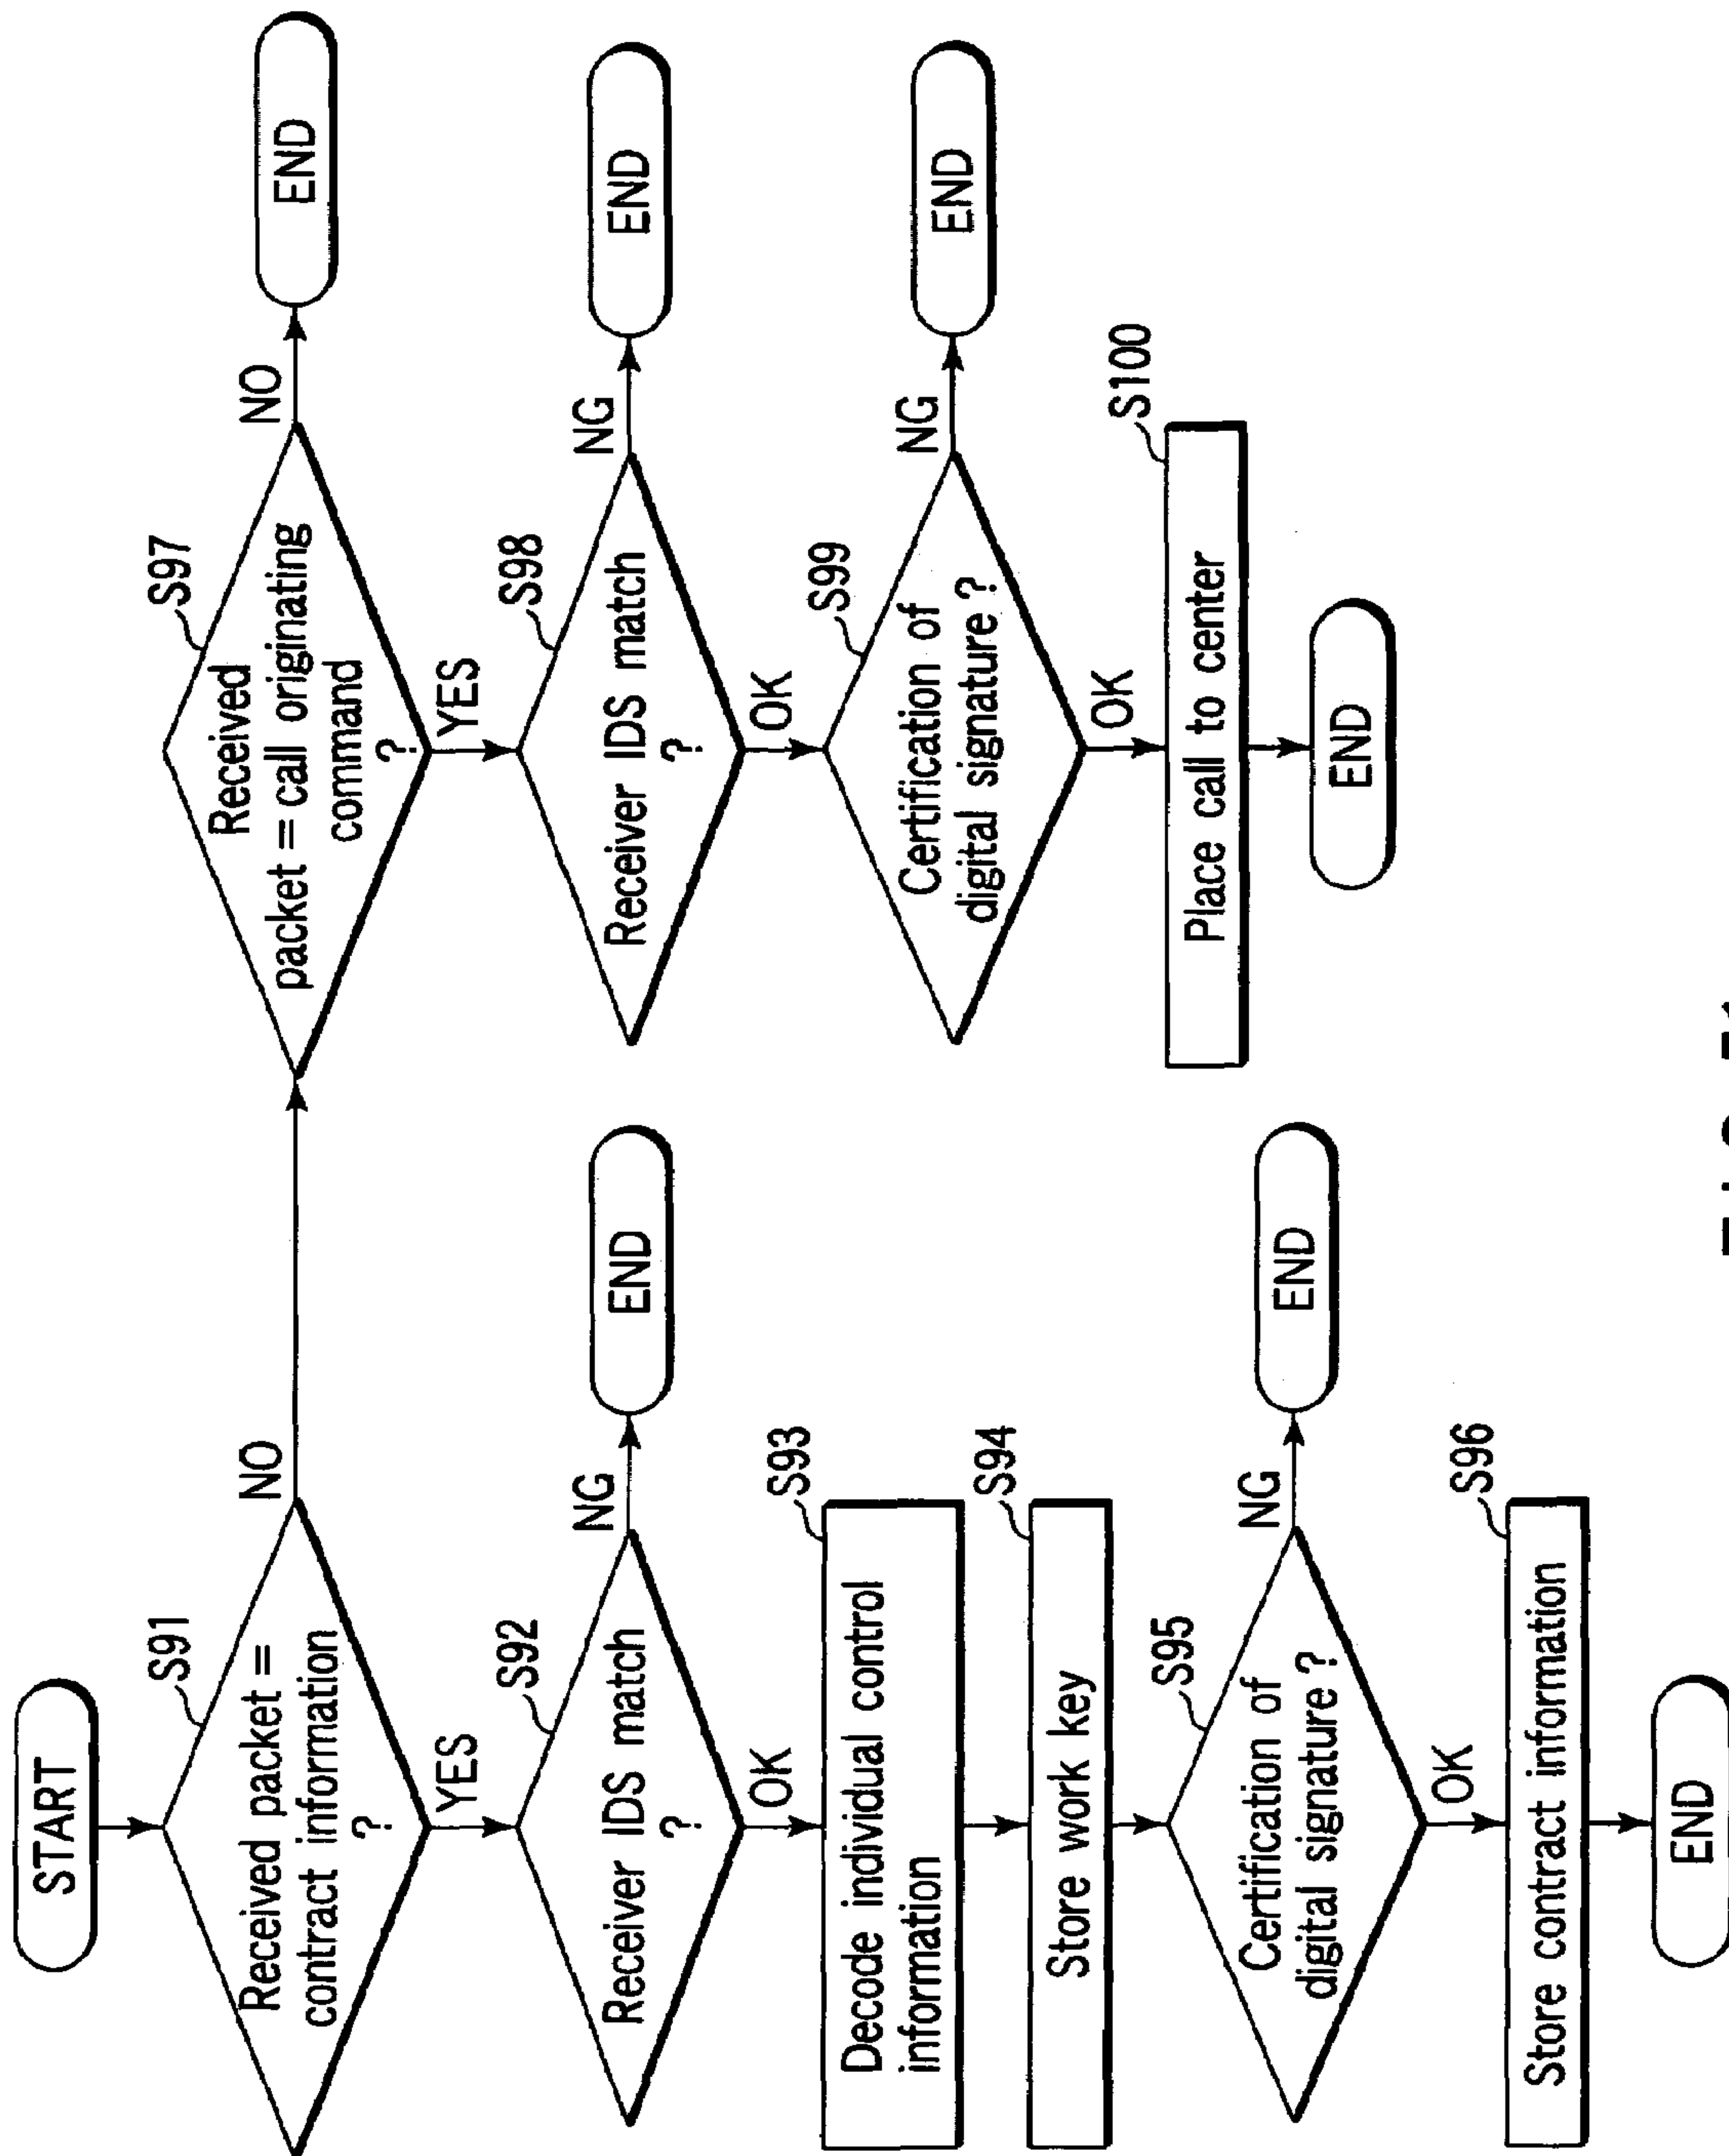 START
S91
Received packet =
contract information
?
NO
YES
S92
Receiver IDS match
?
NG
END
OK
S93
Decode individual control
information
S94
Store work key
S95
Certification of
digital signature ?
NG
END
OK
S96
Store contract information
END
S97
Received
packet = call originating
command
?
NO
END
YES
S98
Receiver IDS match
?
NG
END
OK
S99
Certification of
digital signature ?
NG
END
OK
S100
Place call to center
END